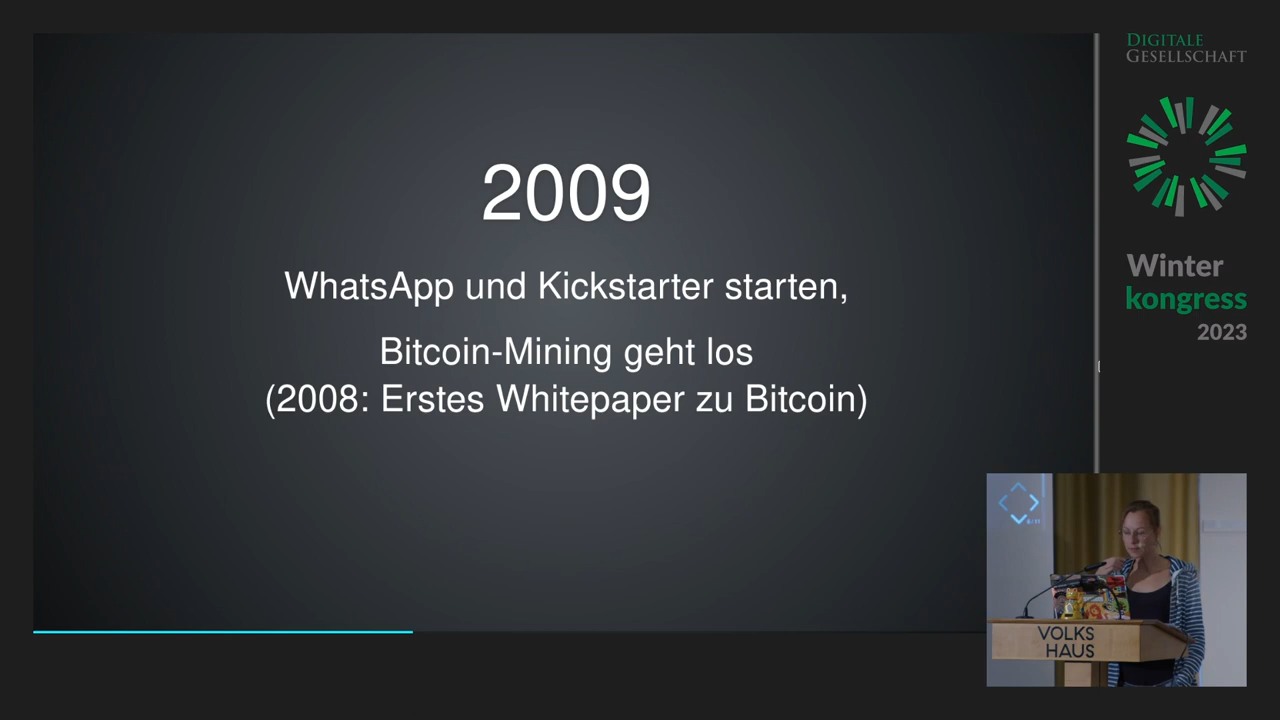 2009
WhatsApp und Kickstarter starten,
Bitcoin-Mining geht los
(2008: Erstes Whitepaper zu Bitcoin)
DIGITALE
GESELLSCHAFT
Winter
kongress
2023
VOLKS
HAUS